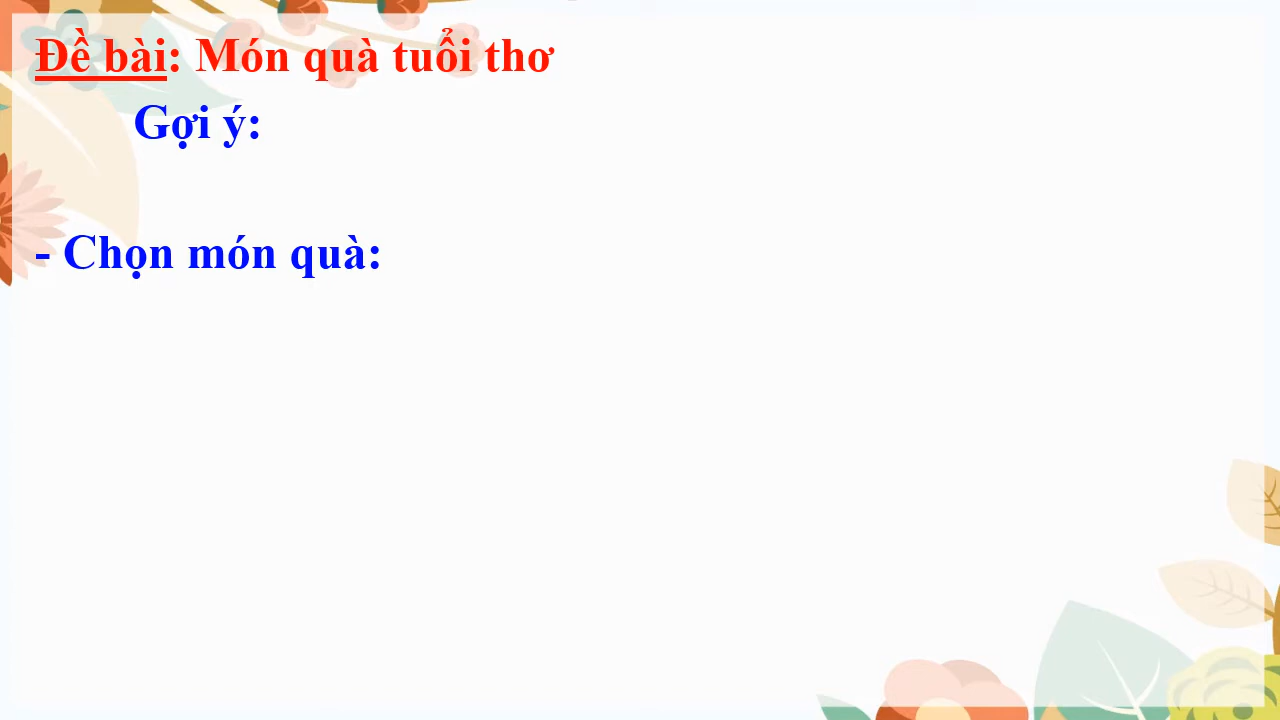 Đề bài: Món quà tuổi thơ
Gợi ý:
- Chọn món quà: